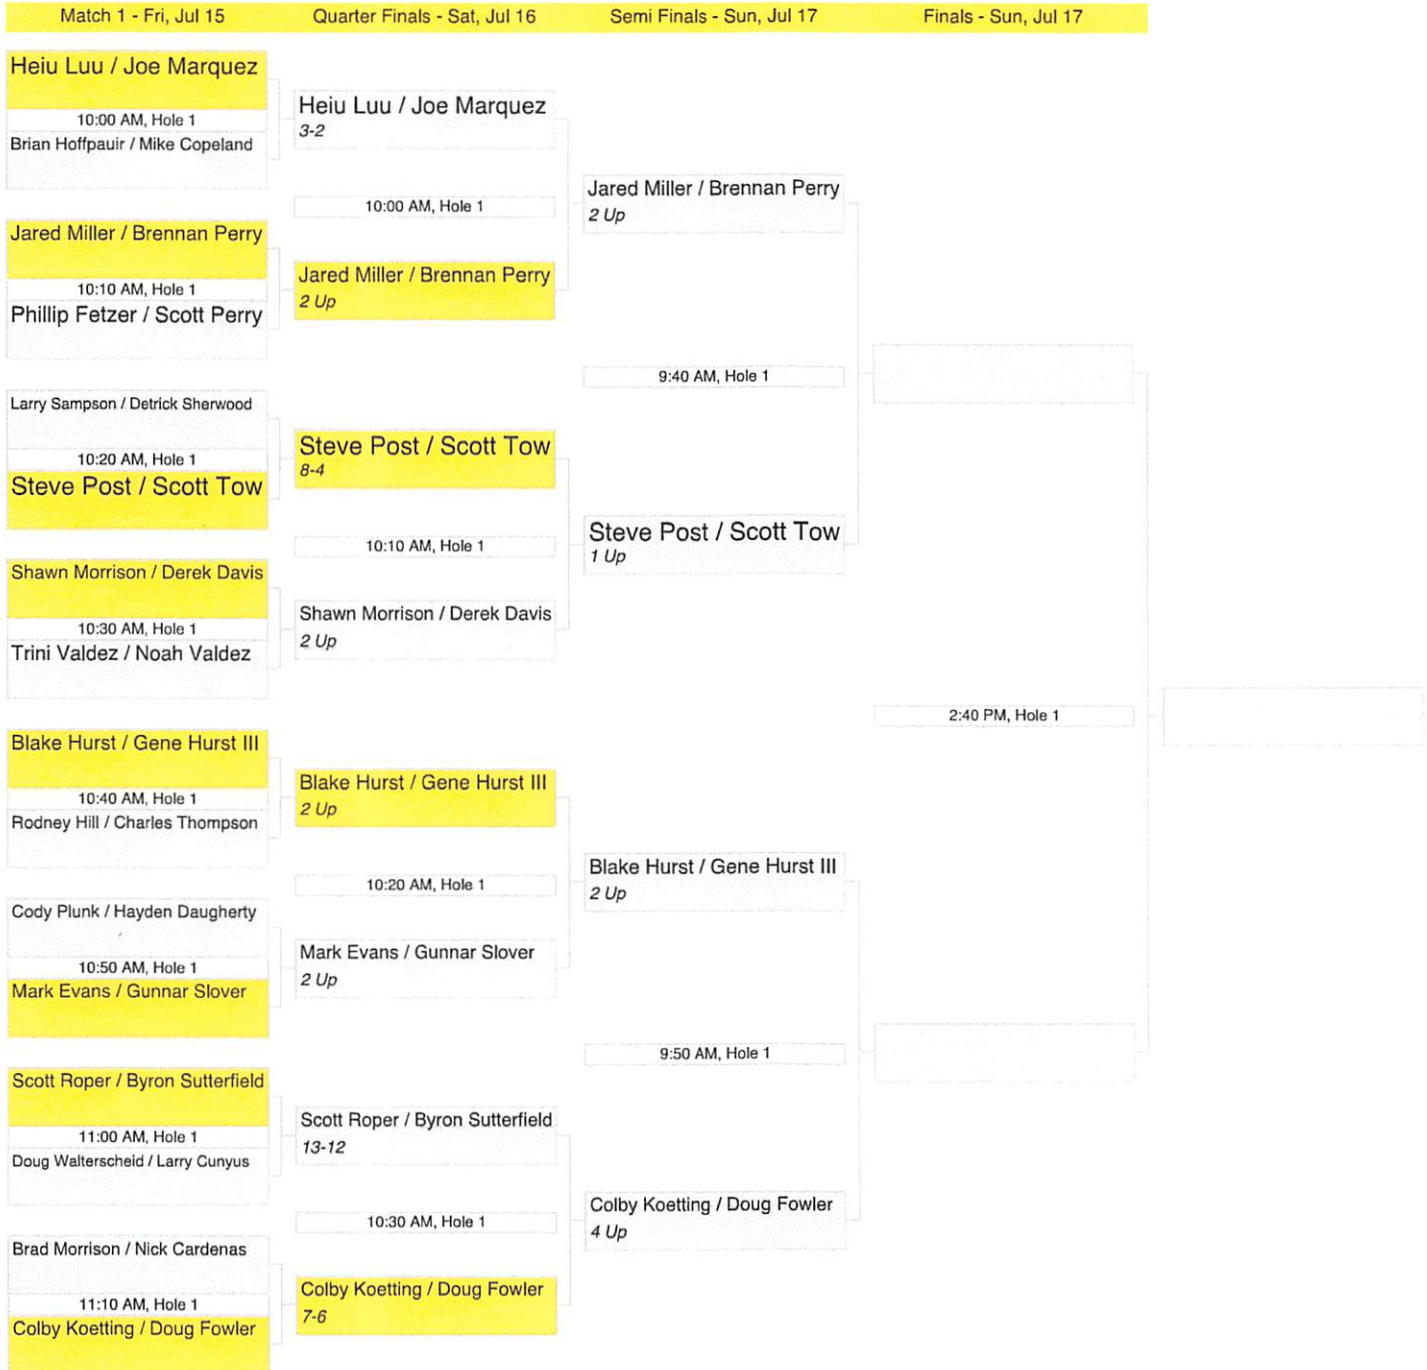 Match 1 - Fri, Jul 15
Quarter Finals - Sat, Jul 16
Semi Finals - Sun, Jul 17
Finals - Sun, Jul 17
Heiu Luu / Joe Marquez
10:00 AM, Hole 1
Brian Hoffpauir / Mike Copeland
Jared Miller / Brennan Perry
10:10 AM, Hole 1
Phillip Fetzer / Scott Perry
Larry Sampson / Detrick Sherwood
10:20 AM, Hole 1
Steve Post / Scott Tow
Shawn Morrison / Derek Davis
10:30 AM, Hole 1
Trini Valdez / Noah Valdez
Blake Hurst / Gene Hurst III
10:40 AM, Hole 1
Rodney Hill / Charles Thompson
Cody Plunk / Hayden Daugherty
10:50 AM, Hole 1
Mark Evans / Gunnar Slover
Scott Roper / Byron Sutterfield
11:00 AM, Hole 1
Doug Walterscheid / Larry Cunyus
Brad Morrison / Nick Cardenas
11:10 AM, Hole 1
Colby Koetting / Doug Fowler
Heiu Luu / Joe Marquez
3-2
10:00 AM, Hole 1
Jared Miller / Brennan Perry
2 Up
Steve Post / Scott Tow
8-4
10:10 AM, Hole 1
Shawn Morrison / Derek Davis
2 Up
Blake Hurst / Gene Hurst III
2 Up
10:20 AM, Hole 1
Mark Evans / Gunnar Slover
2 Up
Scott Roper / Byron Sutterfield
13-12
10:30 AM, Hole 1
Colby Koetting / Doug Fowler
7-6
Jared Miller / Brennan Perry
2 Up
9:40 AM, Hole 1
Steve Post / Scott Tow
1 Up
Blake Hurst / Gene Hurst III
2 Up
9:50 AM, Hole 1
Colby Koetting / Doug Fowler
4 Up
2:40 PM, Hole 1